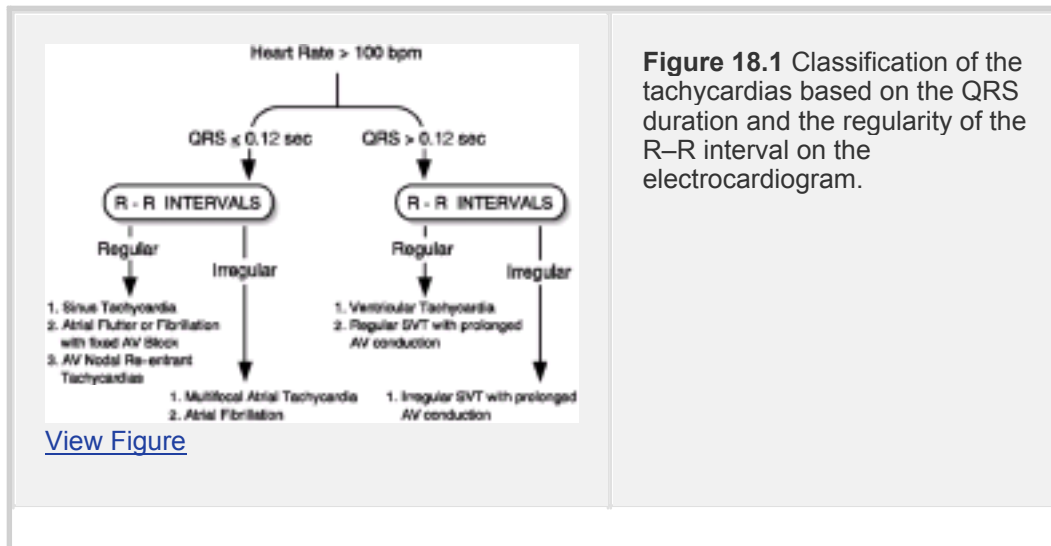 Heart Rate > 100 bpm
QRS ≤ 0.12 sec
QRS > 0.12 sec
R - R INTERVALS
R - R INTERVALS
Regular
Irregular
Regular
Irregular
1. Sinus Tachycardia
2. Atrial Flutter or Fibrillation
with fixed AV Block
3. AV Nodal Re-entrant
Tachycardias
1. Multifocal Atrial Tachycardia
2. Atrial Fibrillation
1. Ventricular Tachycardia
2. Regular SVT with prolonged
AV conduction
1. Irregular SVT with prolonged
AV conduction
View Figure
Figure 18.1 Classification of the
tachycardias based on the QRS
duration and the regularity of the
R–R interval on the
electrocardiogram.